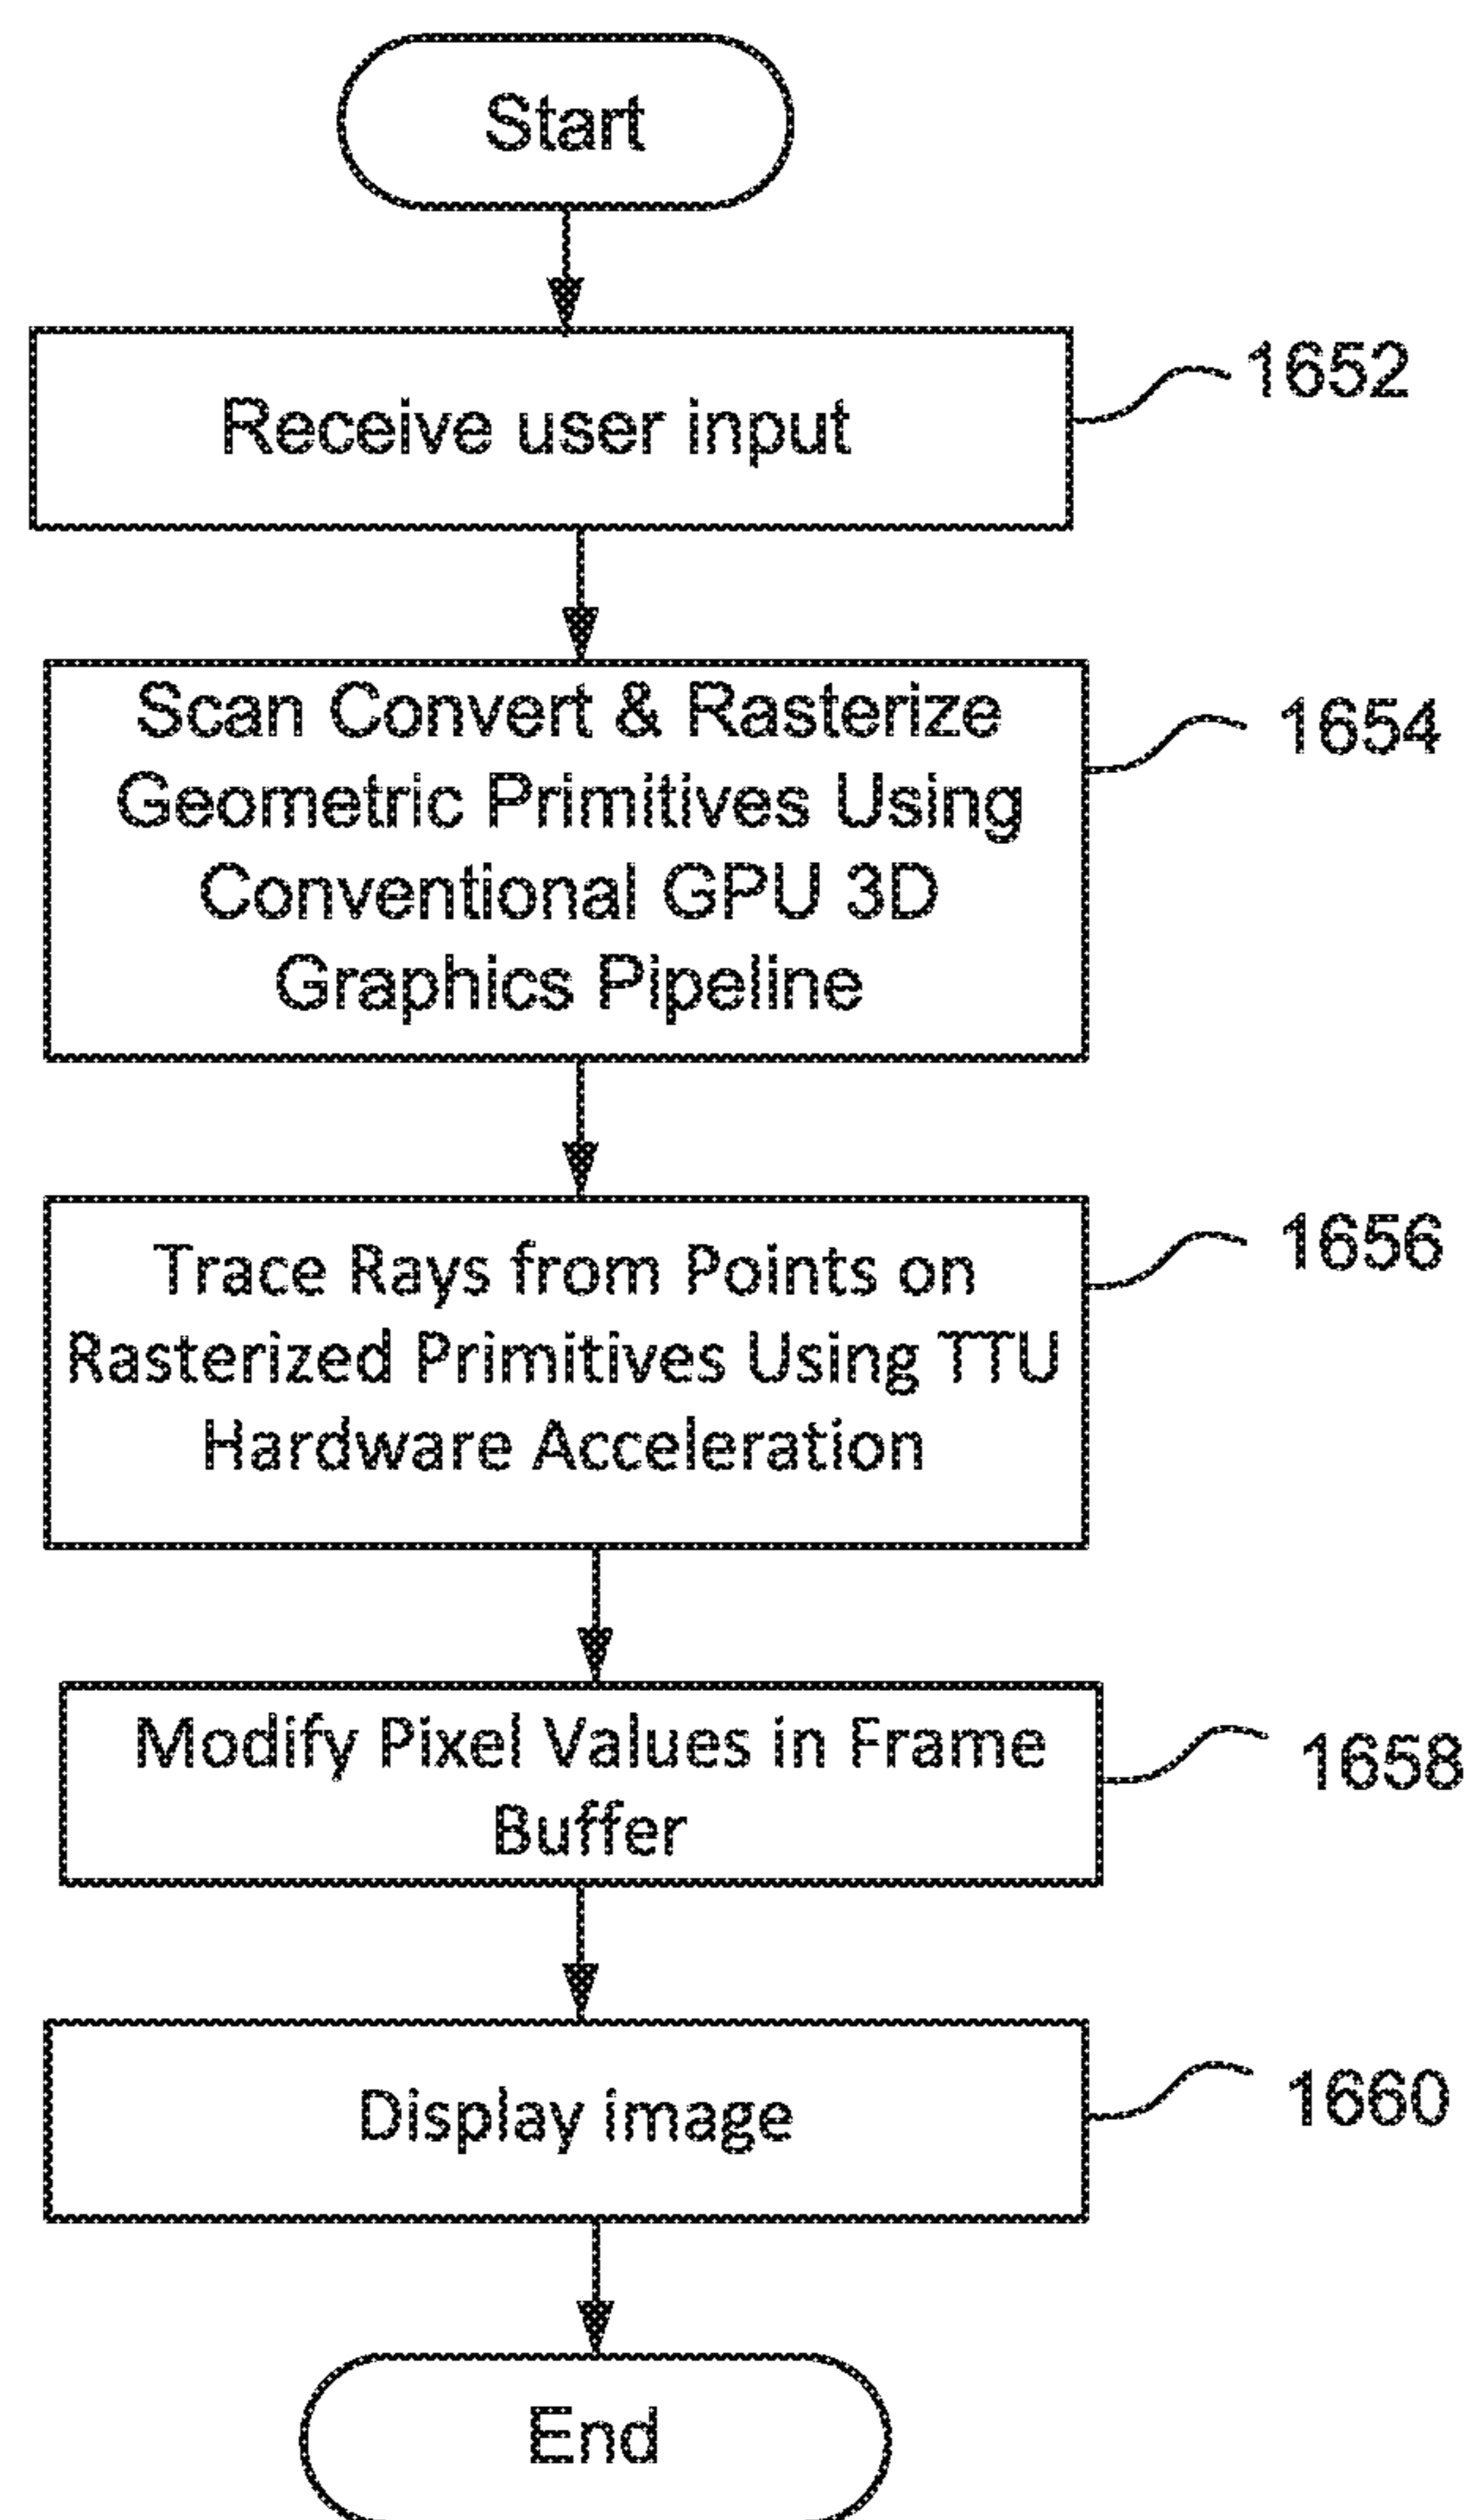 Start
Receive user input
1652
Scan Convert & Rasterize
Geometric Primitives Using
Conventional GPU 3D
Graphics Pipeline
1654
Trace Rays from Points on
Rasterized Primitives Using TTU
Hardware Acceleration
1656
Modify Pixel Values in Frame
Buffer
1658
Display image
1660
End